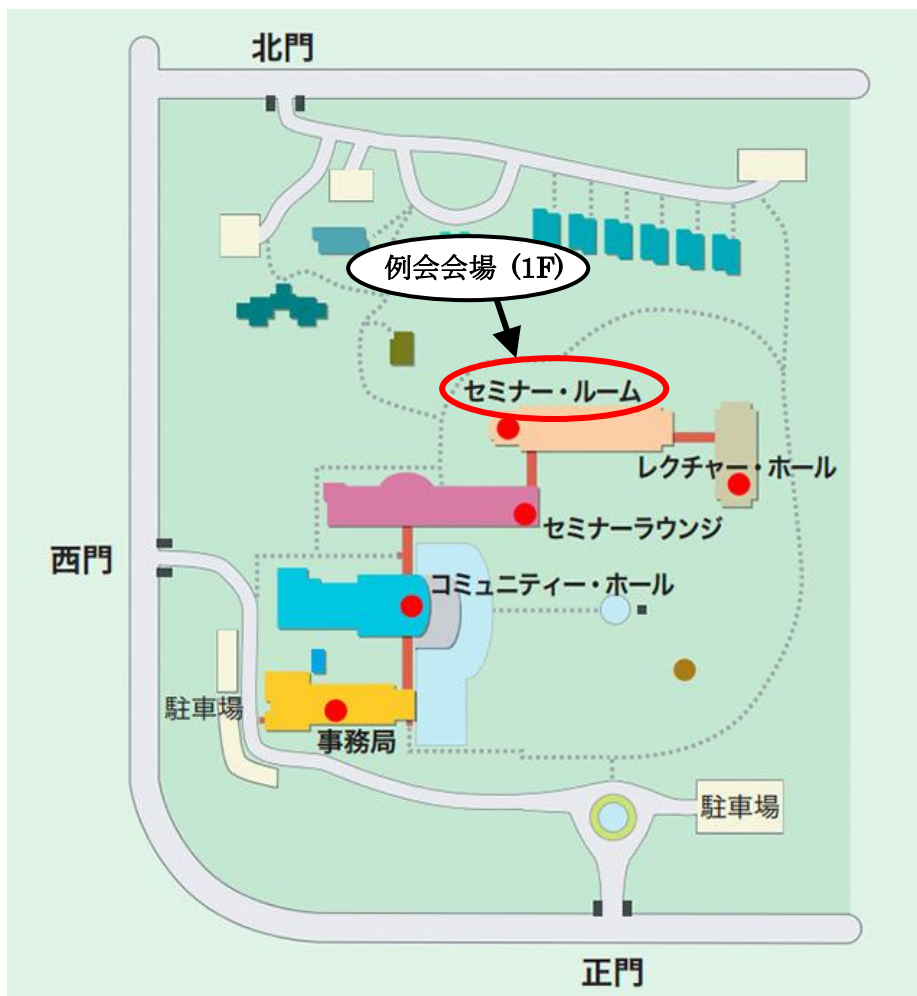 北門
例会会場 (1F)
セミナー・ルーム
レクチャー・ホール
セミナーラウンジ
西門
コミュニティー・ホール
駐車場
事務局
駐車場
正門